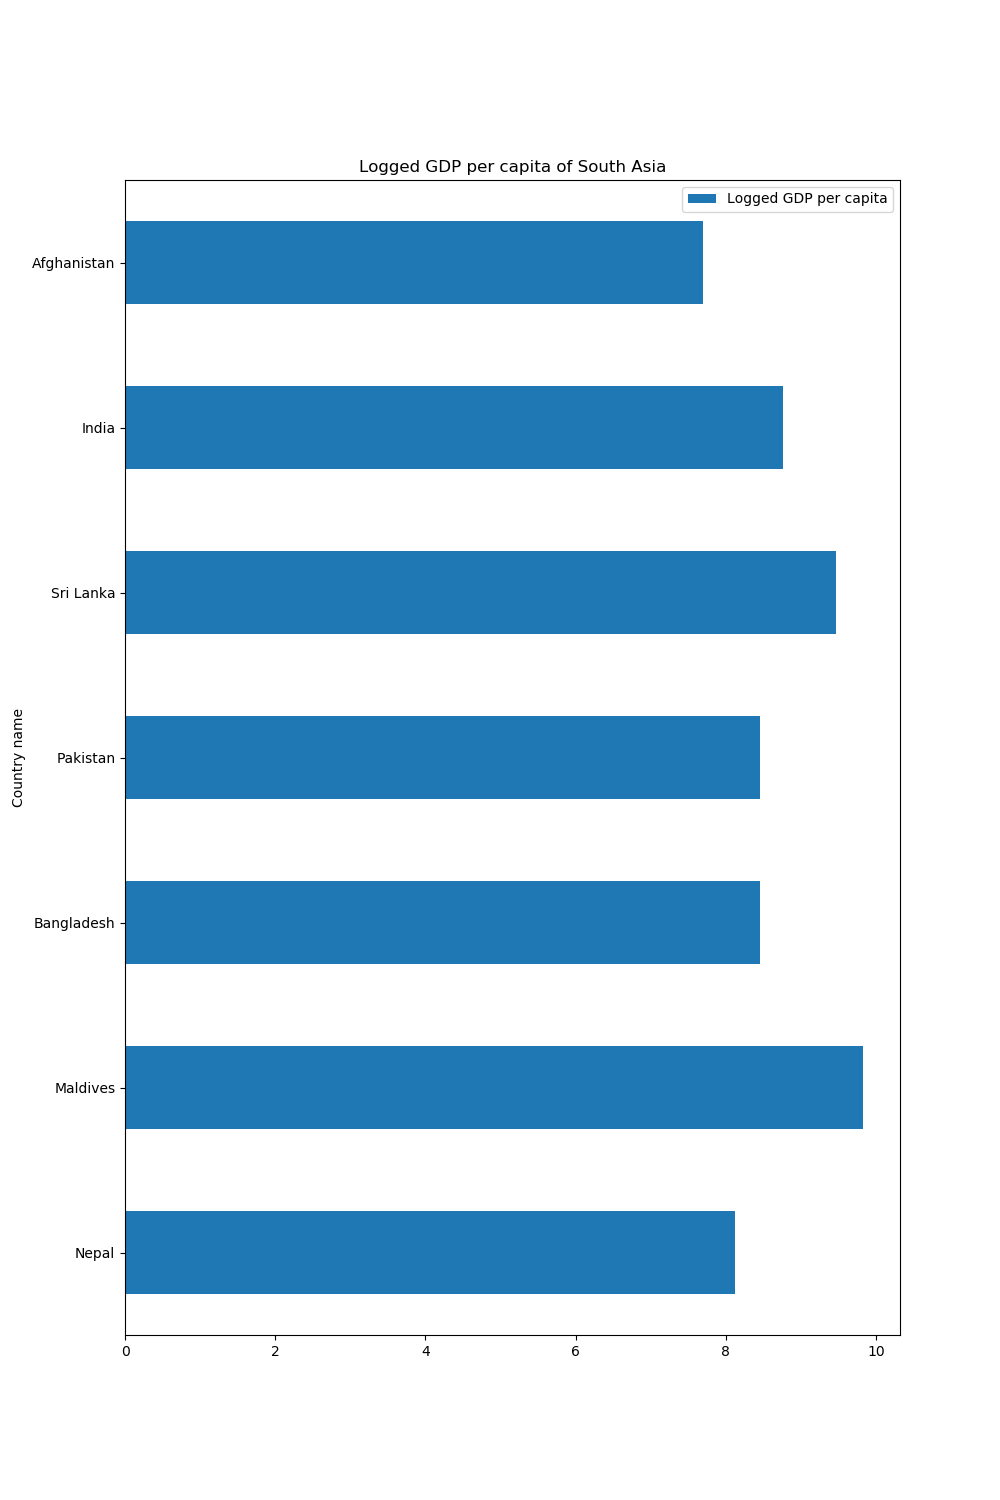 Logged GDP per capita of South Asia
Logged GDP per capita
Afghanistan
India
Sri Lanka
Pakistan
Bangladesh
Maldives
Nepal
Country name
0 2 4 6 8 10